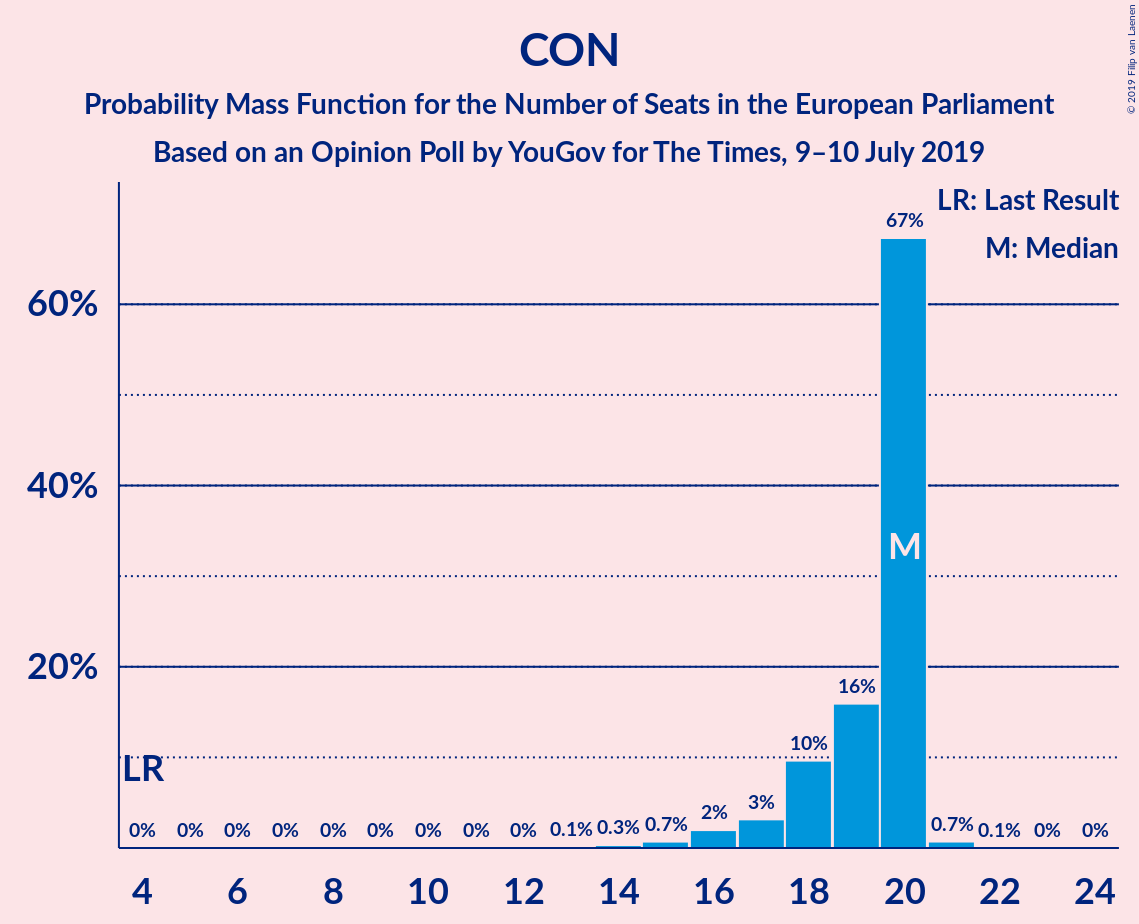 CON
Probability Mass Function for the Number of Seats in the European Parliament
Based on an Opinion Poll by YouGov for The Times, 9–10 July 2019
© 2019 Filip van Laenen
LR: Last Result
M: Median
60%
40%
20%
LR
M
0% 0% 0% 0% 0% 0% 0% 0% 0% 0.1% 0.3% 0.7% 2% 3% 10% 16% 67% 0.7% 0.1% 0% 0%
4 6 8 10 12 14 16 18 20 22 24